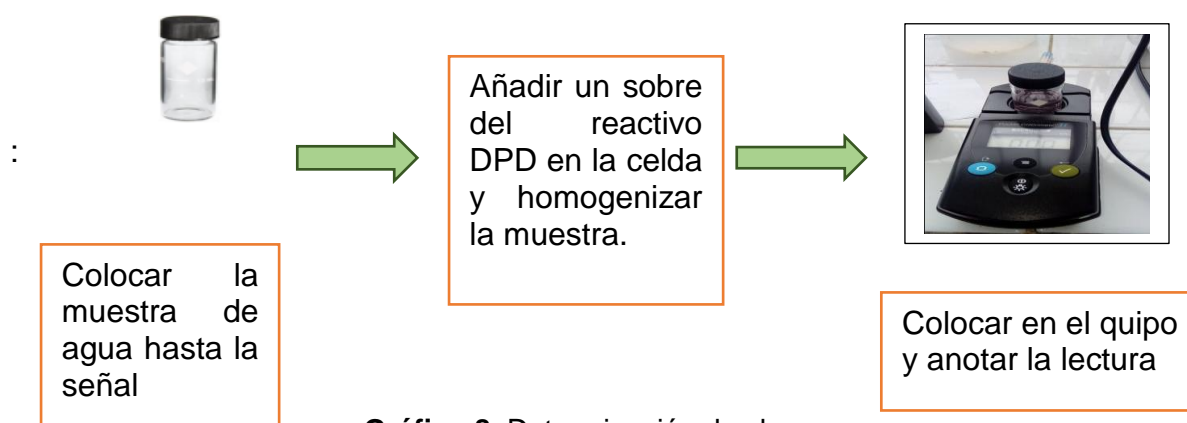 :
Colocar la
muestra de
agua hasta la
señal
Añadir un sobre
del reactivo
DPD en la celda
y homogenizar
la muestra.
Colocar en el quipo
y anotar la lectura